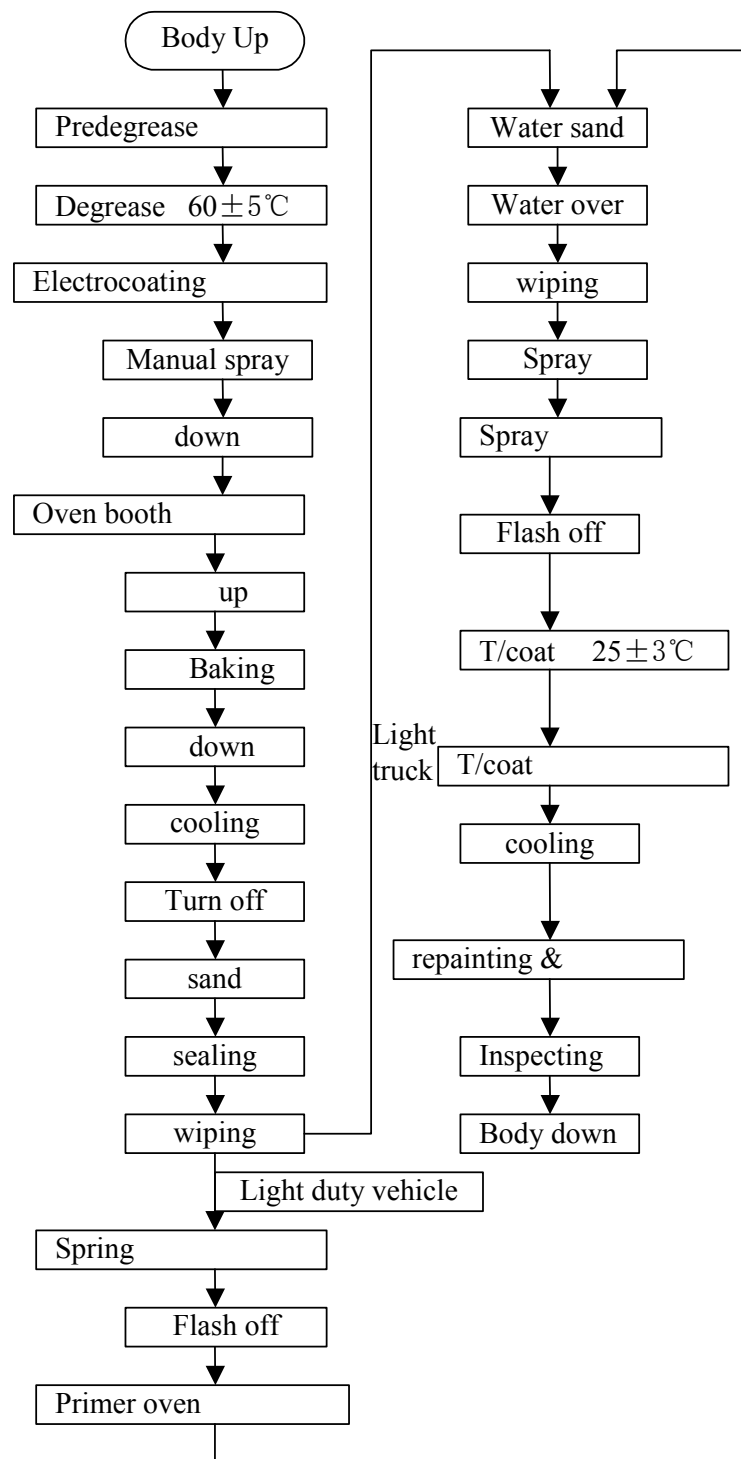 Body Up
Predegrease
Degrease 60±5℃
Electrocoating
Manual spray
down
Oven booth
up
Baking
down
cooling
Turn off
sand
sealing
wiping
Light duty vehicle
Spring
Flash off
Primer oven
Light
truck
Water sand
Water over
wiping
Spray
Spray
Flash off
T/coat 25±3℃
T/coat
cooling
repainting &
Inspecting
Body down